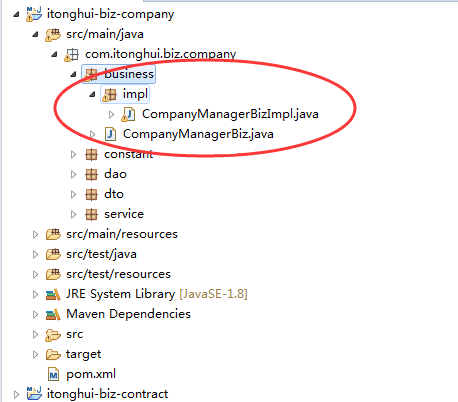 itonghui-biz-company
src/main/java
com.itonghui.biz.company
business
impl
CompanyManagerBizImpl.java
CompanyManagerBiz.java
constant
dao
dto
service
src/main/resources
src/test/java
src/test/resources
JRE System Library [JavaSE-1.8]
Maven Dependencies
src
target
pom.xml
itonghui-biz-contract